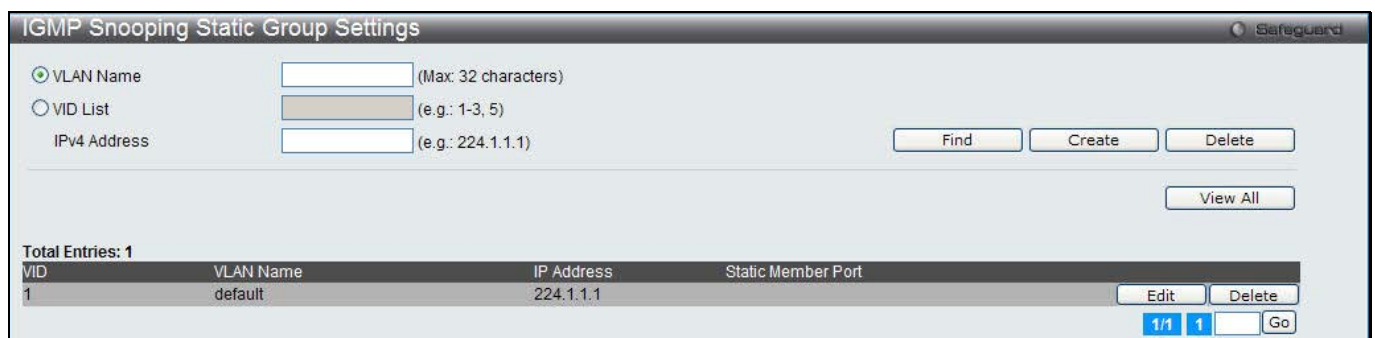 IGMP Snooping Static Group Settings Safeguard
VLAN Name (Max: 32 characters)
VID List (e.g.: 1-3, 5)
IPv4 Address (e.g.: 224.1.1.1) Find Create Delete
View All
Total Entries: 1
VID VLAN Name IP Address Static Member Port
1 default 224.1.1.1 Edit Delete
1/1 1 Go